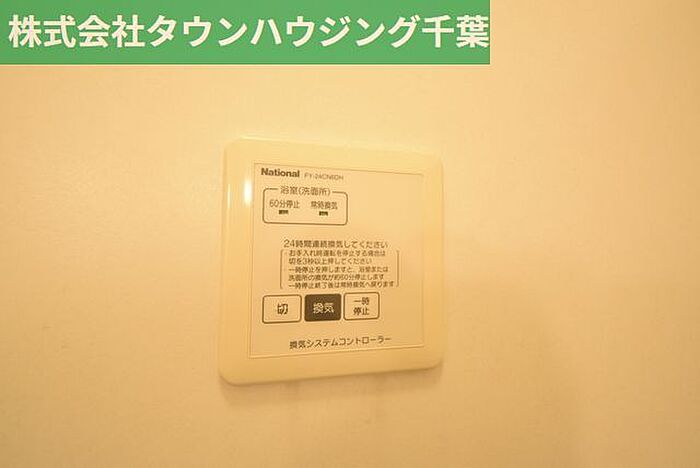 株式会社タウンハウジング千葉
National FY-24CN6DH
浴室(洗面所)
60分停止 常時換気
24時間連続換気してください
お手入れ時運転を停止する場合は
切を3秒以上押してください
一時停止を押しますと、浴室または
洗面所の換気が約60分停止します
一時停止終了後は常時換気へ戻ります
切 換気 一時
停止
換気システムコントローラー